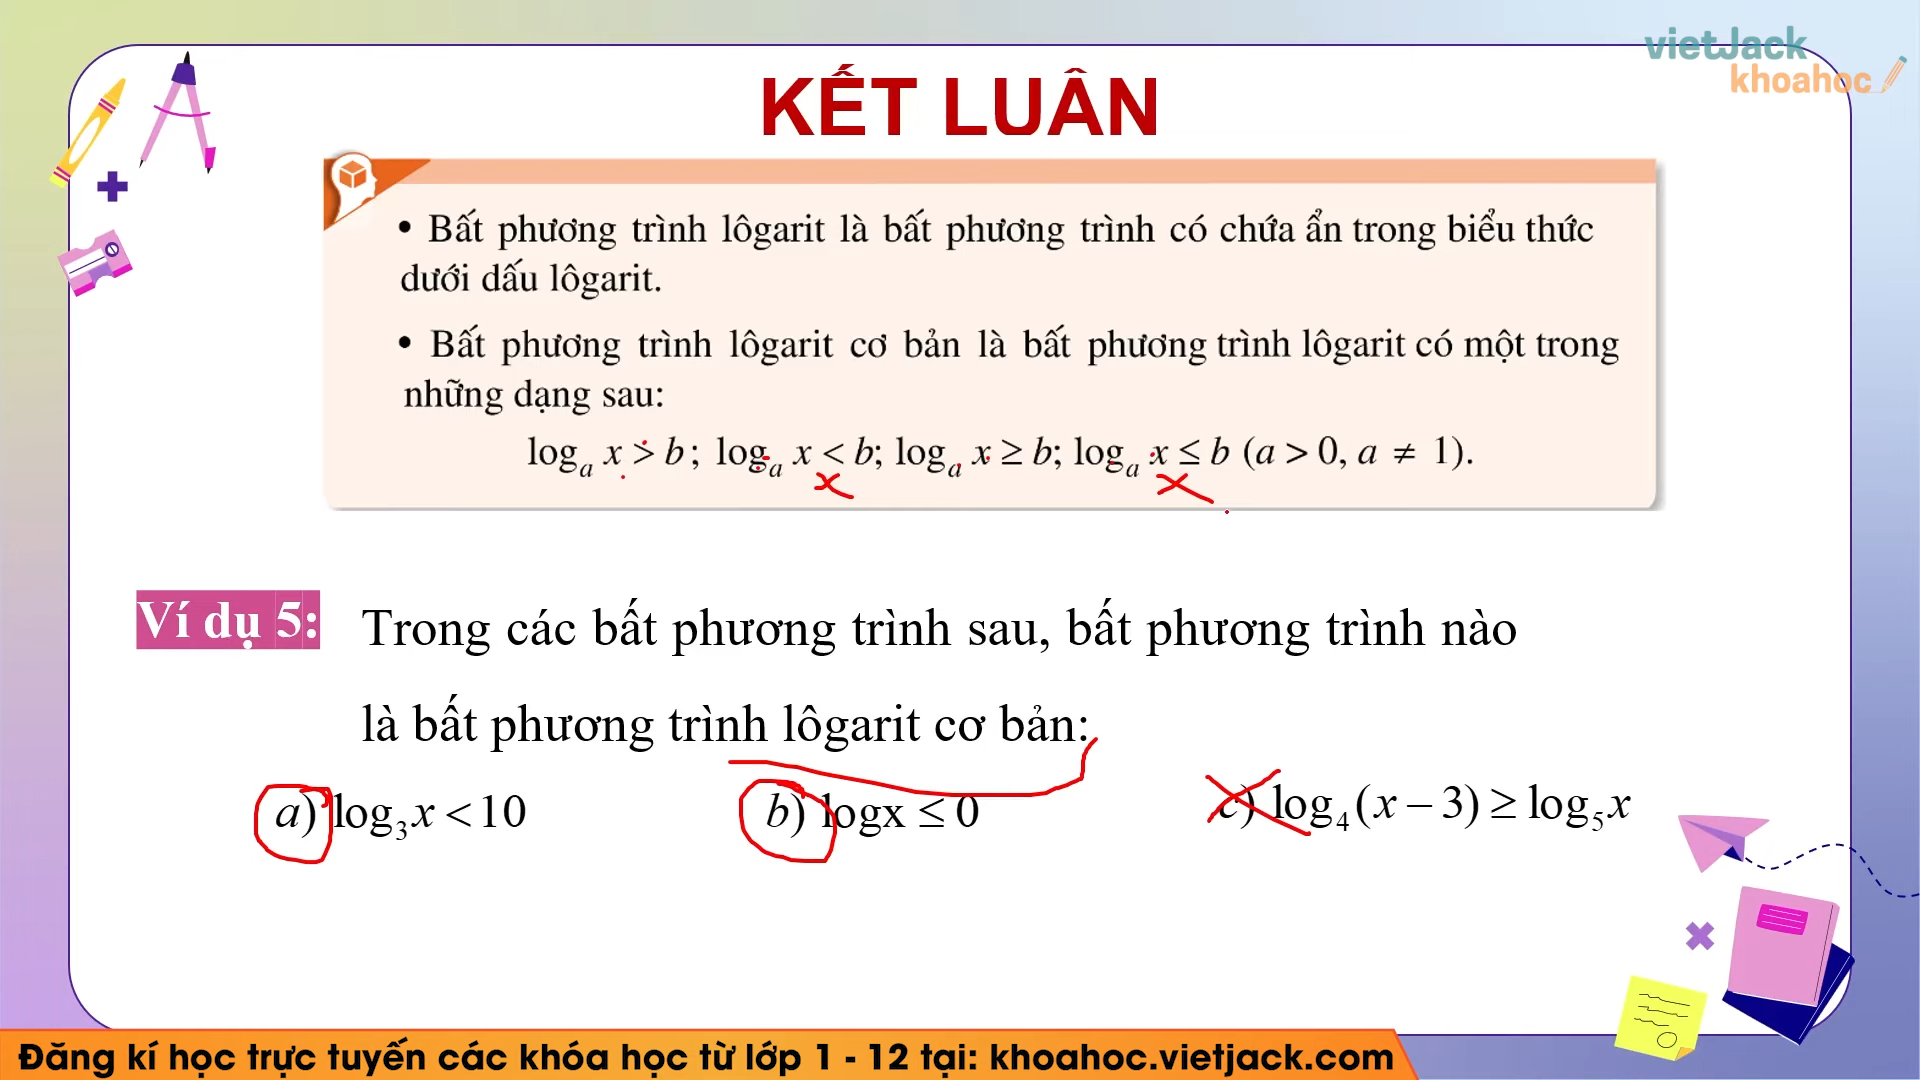 vietJack
khoahoc
KẾT LUÂN
• Bất phương trình lôgarit là bất phương trình có chứa ẩn trong biểu thức
dưới dấu lôgarit.
• Bất phương trình lôgarit cơ bản là bất phương trình lôgarit có một trong
những dạng sau:
logₐ x > b; logₐ x < b; logₐ x ≥ b; logₐ x ≤ b (a > 0, a ≠ 1).
Ví dụ 5: Trong các bất phương trình sau, bất phương trình nào
là bất phương trình lôgarit cơ bản:
a) log₃x < 10 b) logx ≤ 0 c) log₄(x – 3) ≥ log₅x
Đăng kí học trực tuyến các khóa học từ lớp 1 - 12 tại: khoahoc.vietjack.com